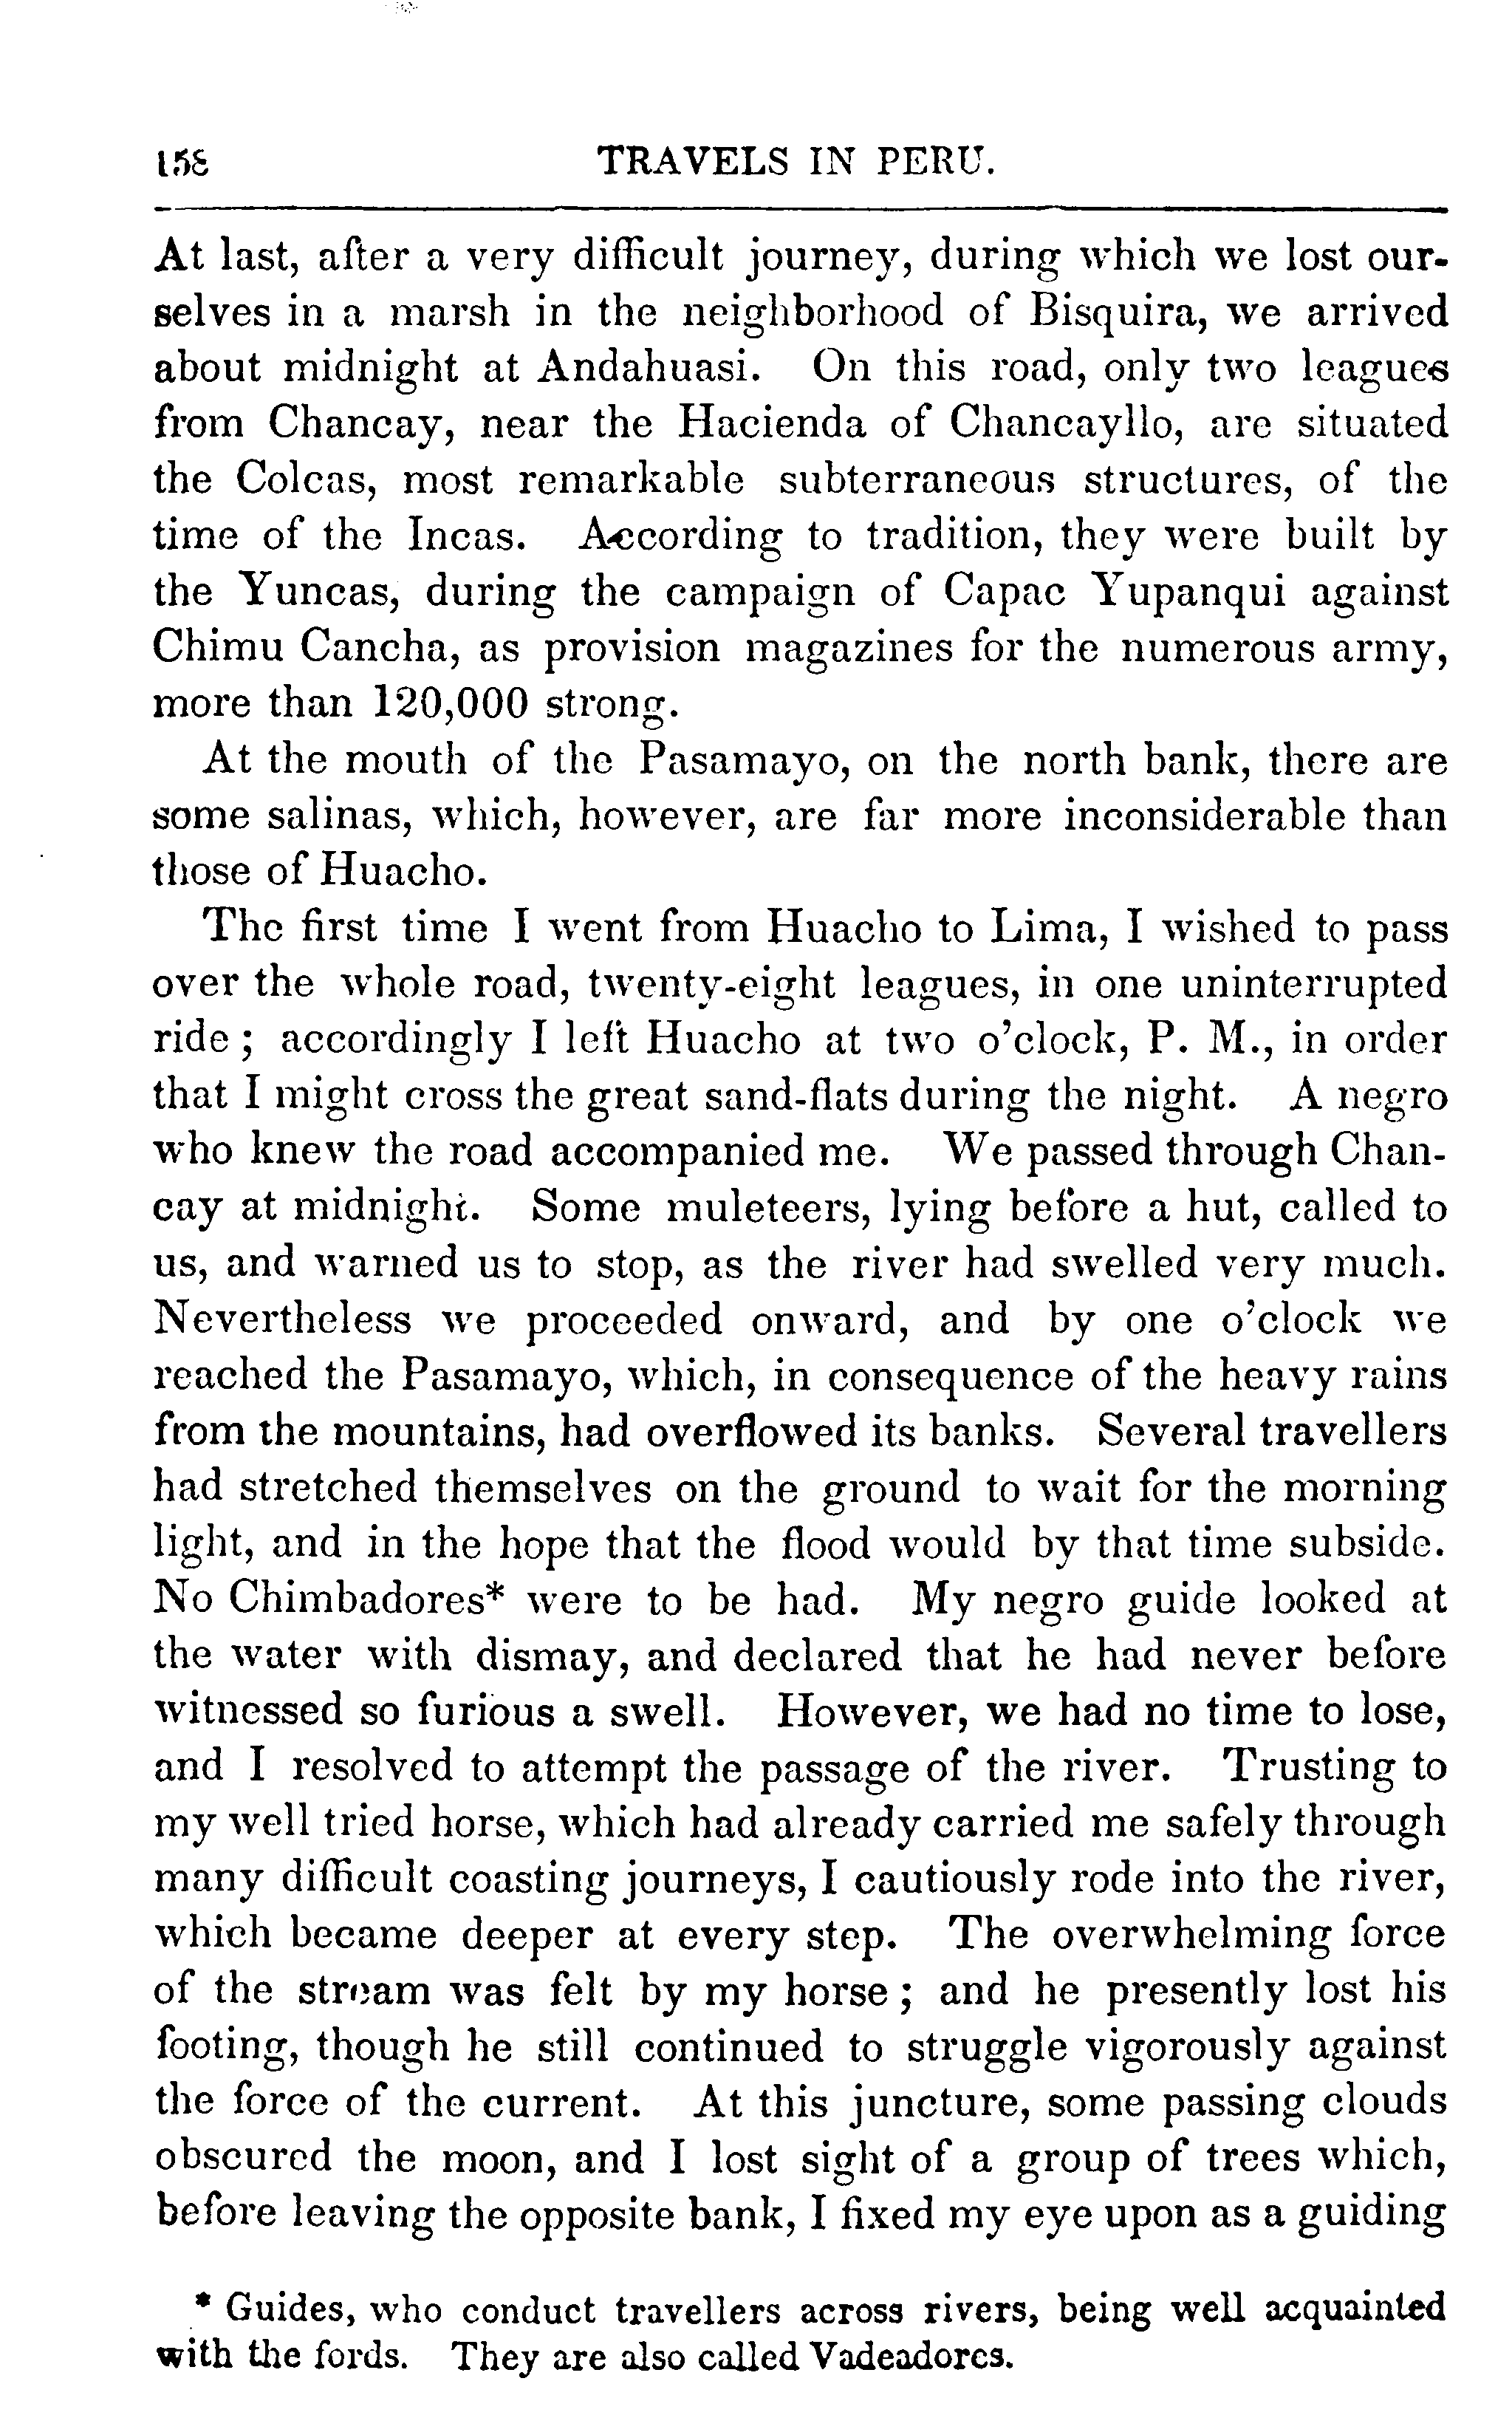 158 TRAVELS IN PERU.
At last, after a very difficult journey, during which we lost our-
selves in a marsh in the neighborhood of Bisquira, we arrived
about midnight at Andahuasi. On this road, only two leagues
from Chancay, near the Hacienda of Chancayllo, are situated
the Colcas, most remarkable subterraneous structures, of the
time of the Incas. According to tradition, they were built by
the Yuncas, during the campaign of Capac Yupanqui against
Chimu Cancha, as provision magazines for the numerous army,
more than 120,000 strong.
At the mouth of the Pasamayo, on the north bank, there are
some salinas, which, however, are far more inconsiderable than
those of Huacho.
The first time I went from Huacho to Lima, I wished to pass
over the whole road, twenty-eight leagues, in one uninterrupted
ride; accordingly I left Huacho at two o'clock, P. M., in order
that I might cross the great sand-flats during the night. A negro
who knew the road accompanied me. We passed through Chan-
cay at midnight. Some muleteers, lying before a hut, called to
us, and warned us to stop, as the river had swelled very much.
Nevertheless we proceeded onward, and by one o'clock we
reached the Pasamayo, which, in consequence of the heavy rains
from the mountains, had overflowed its banks. Several travellers
had stretched themselves on the ground to wait for the morning
light, and in the hope that the flood would by that time subside.
No Chimbadores* were to be had. My negro guide looked at
the water with dismay, and declared that he had never before
witnessed so furious a swell. However, we had no time to lose,
and I resolved to attempt the passage of the river. Trusting to
my well tried horse, which had already carried me safely through
many difficult coasting journeys, I cautiously rode into the river,
which became deeper at every step. The overwhelming force
of the stream was felt by my horse; and he presently lost his
footing, though he still continued to struggle vigorously against
the force of the current. At this juncture, some passing clouds
obscured the moon, and I lost sight of a group of trees which,
before leaving the opposite bank, I fixed my eye upon as a guiding
* Guides, who conduct travellers across rivers, being well acquainted
with the fords. They are also called Vadeadores.